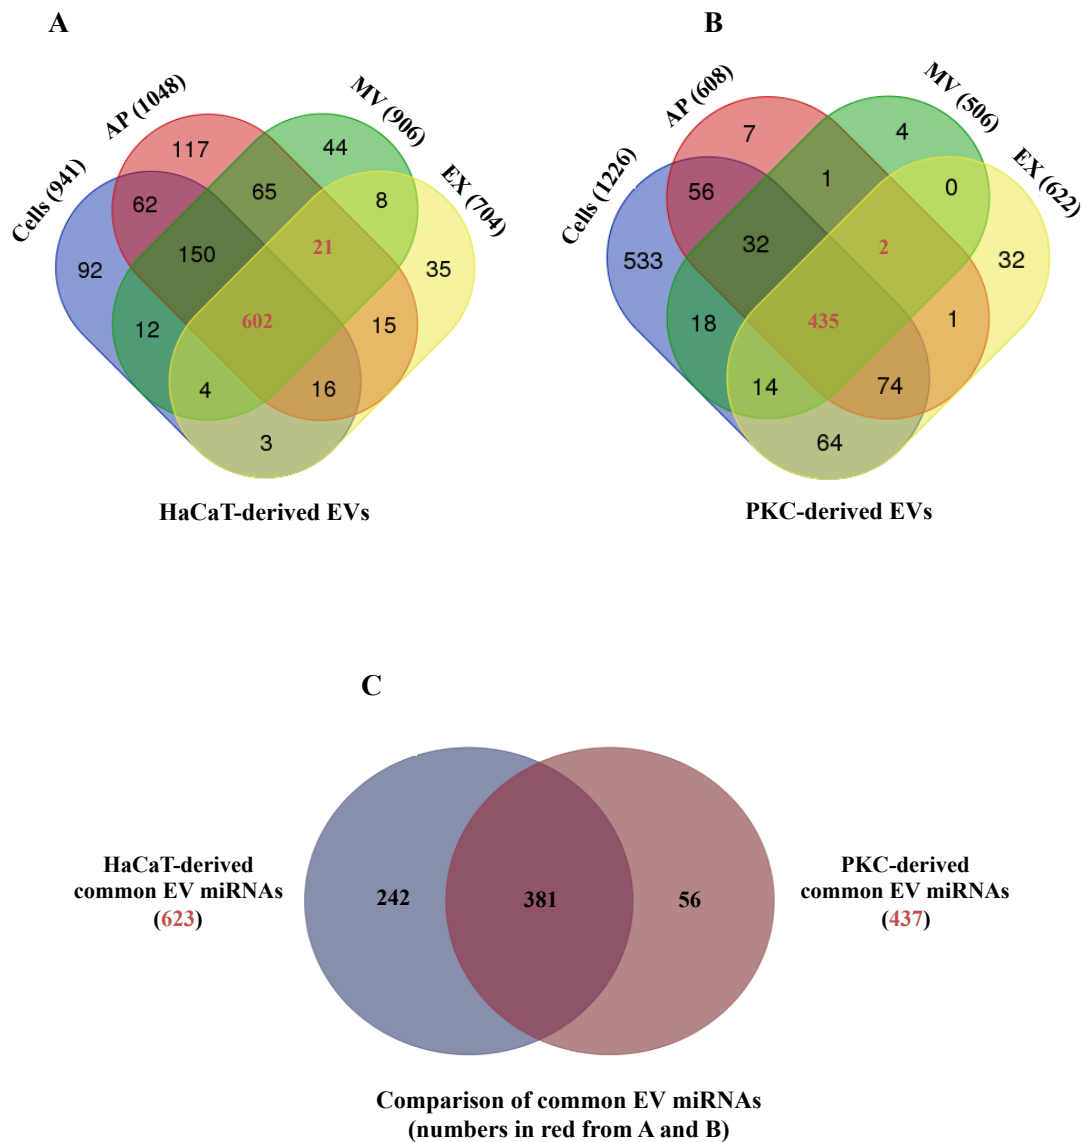 A
B
AP (1048)
MV (906)
Cells (941)
EX (704)
117
44
62
65
8
92
150
21
35
12
602
15
4
16
3
HaCaT-derived EVs
AP (608)
MV (506)
Cells (1226)
EX (622)
7
4
56
1
0
533
32
2
32
18
435
1
14
74
64
PKC-derived EVs
C
HaCaT-derived
common EV miRNAs
(623)
242
381
56
PKC-derived
common EV miRNAs
(437)
Comparison of common EV miRNAs
(numbers in red from A and B)